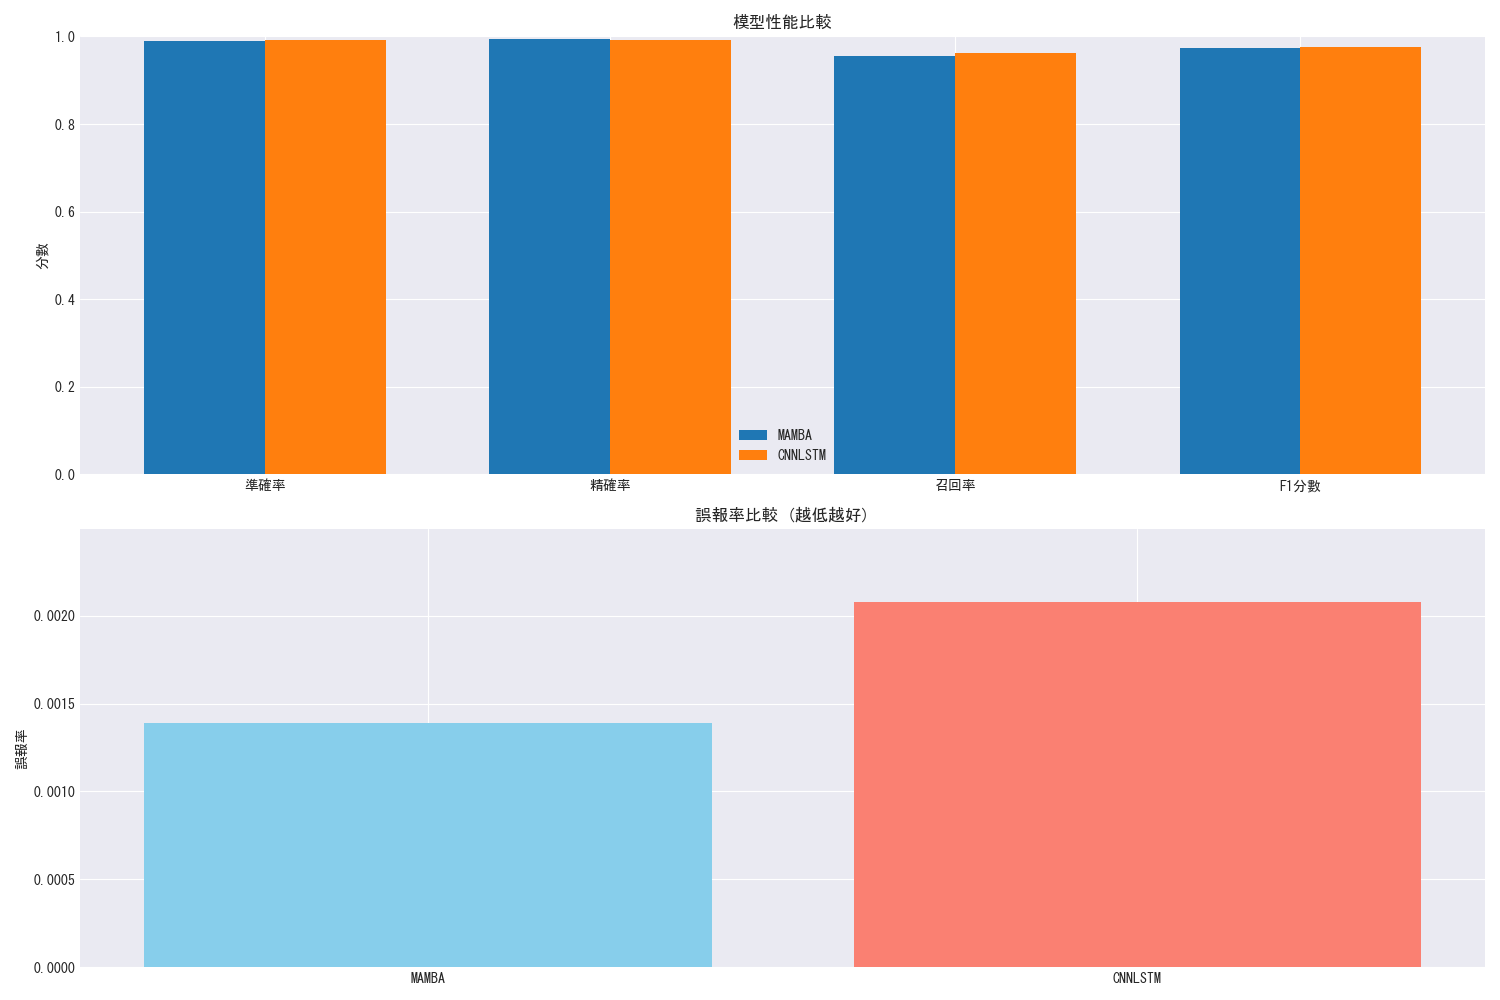 模型性能比較
1.0
0.8
0.6
0.4
0.2
0.0
分數
MAMBA
CNNLSTM
準確率 精確率 召回率 F1分數
誤報率比較 (越低越好)
0.0020
0.0015
0.0010
0.0005
0.0000
誤報率
MAMBA CNNLSTM